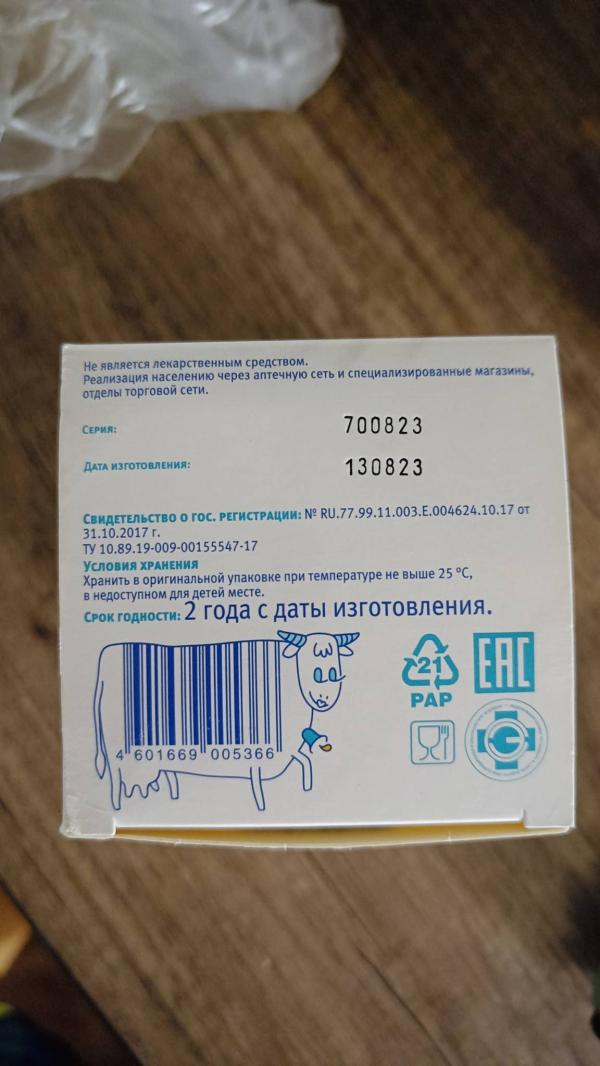 Не является лекарственным средством.
Реализация населению через аптечную сеть и специализированные магазины,
отделы торговой сети.
Серия: 700823
Дата изготовления: 130823
Свидетельство о гос. регистрации: № RU.77.99.11.003.Е.004624.10.17 от
31.10.2017 г.
ТУ 10.89.19-009-00155547-17
Условия хранения
Хранить в оригинальной упаковке при температуре не выше 25 °С,
в недоступном для детей месте.
Срок годности: 2 года с даты изготовления.
4 601669 005366
21
PAP
EAC